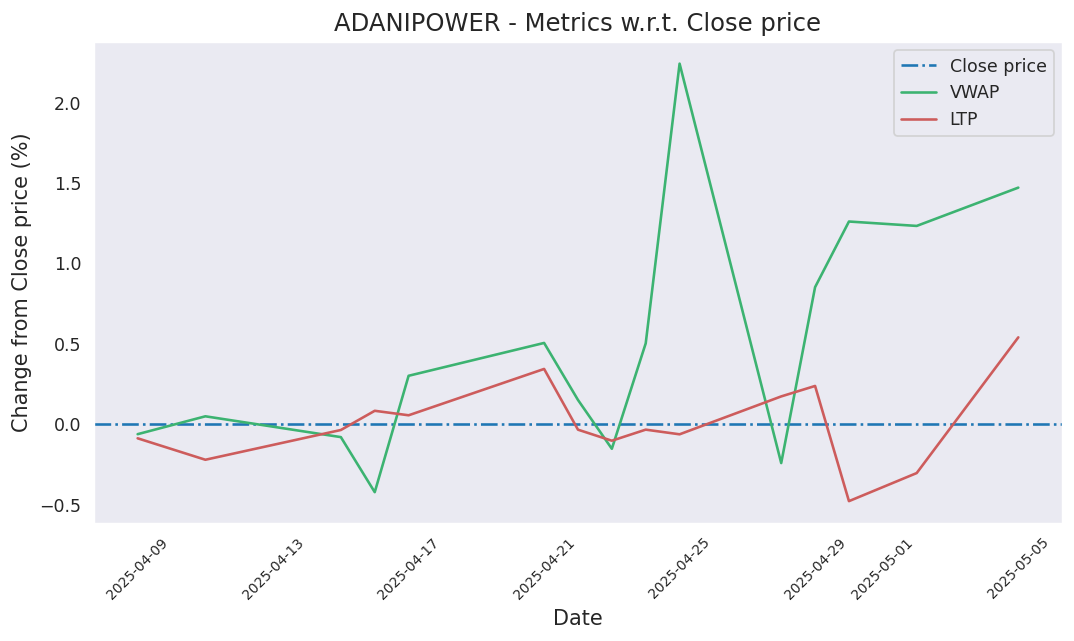 ADANIPOWER - Metrics w.r.t. Close price
Close price
VWAP
LTP
Change from Close price (%)
2.0
1.5
1.0
0.5
0.0
−0.5
2025-04-09
2025-04-13
2025-04-17
2025-04-21
2025-04-25
2025-04-29
2025-05-01
2025-05-05
Date